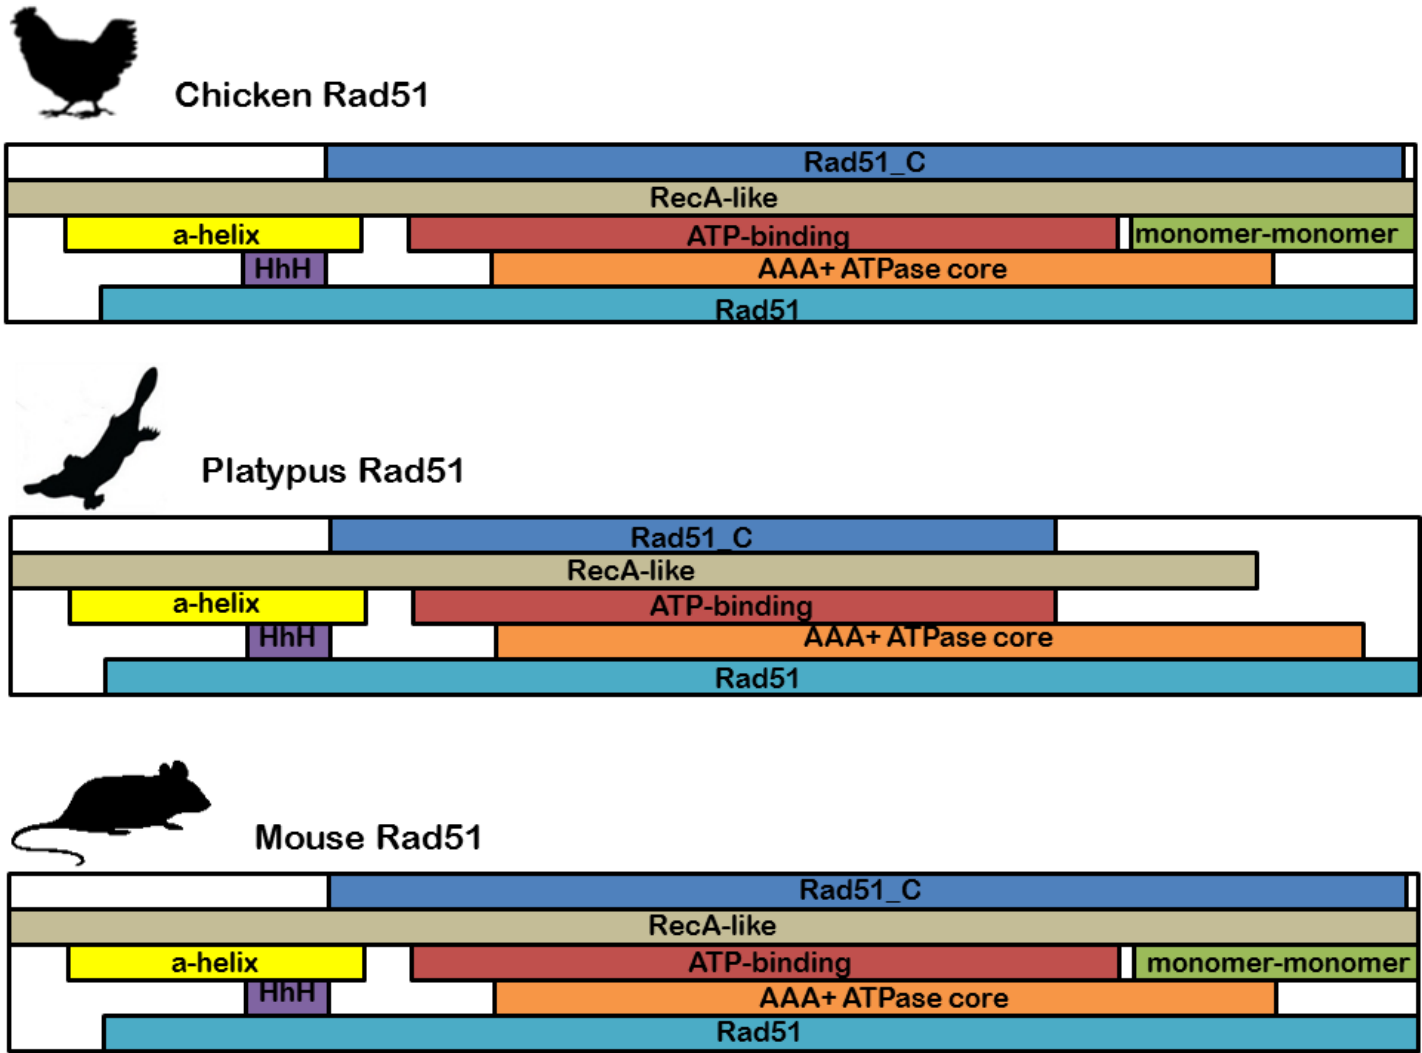 Chicken Rad51
Rad51_C
RecA-like
a-helix ATP-binding monomer-monomer
HhH AAA+ ATPase core
Rad51
Platypus Rad51
Rad51_C
RecA-like
a-helix ATP-binding
HhH AAA+ ATPase core
Rad51
Mouse Rad51
Rad51_C
RecA-like
a-helix ATP-binding monomer-monomer
HhH AAA+ ATPase core
Rad51